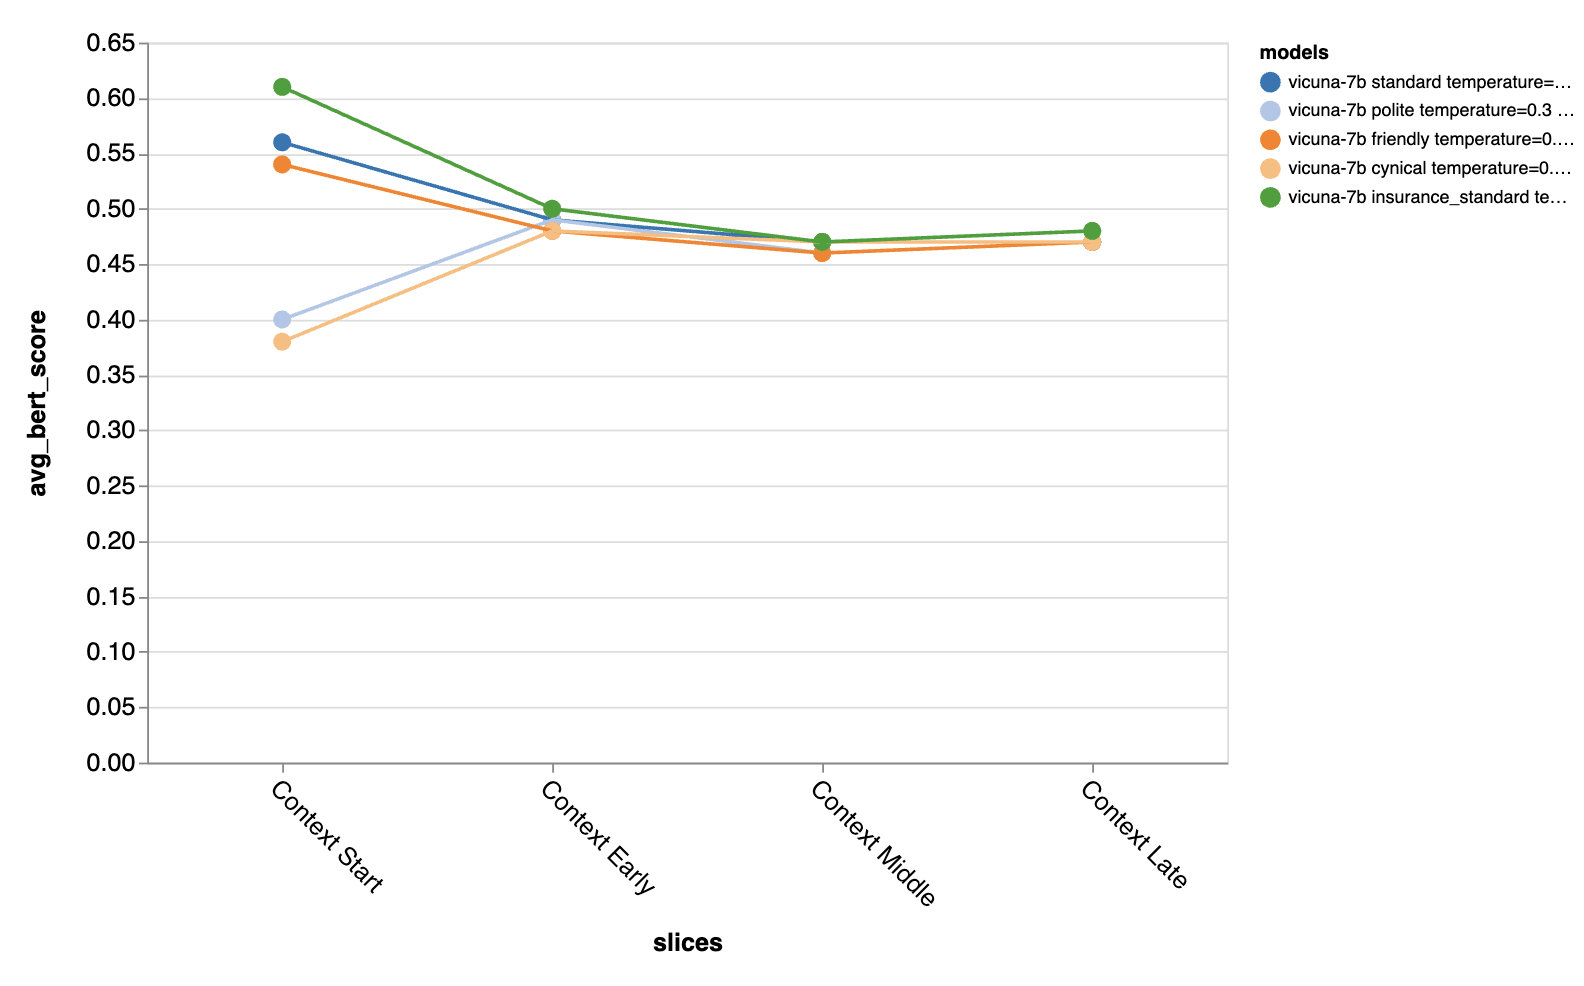 0.65
0.60
0.55
0.50
0.45
0.40
0.35
0.30
0.25
0.20
0.15
0.10
0.05
0.00
avg_bert_score
Context Start
Context Early
Context Middle
Context Late
slices
models
vicuna-7b standard temperature=…
vicuna-7b polite temperature=0.3 …
vicuna-7b friendly temperature=0.…
vicuna-7b cynical temperature=0.…
vicuna-7b insurance_standard te…